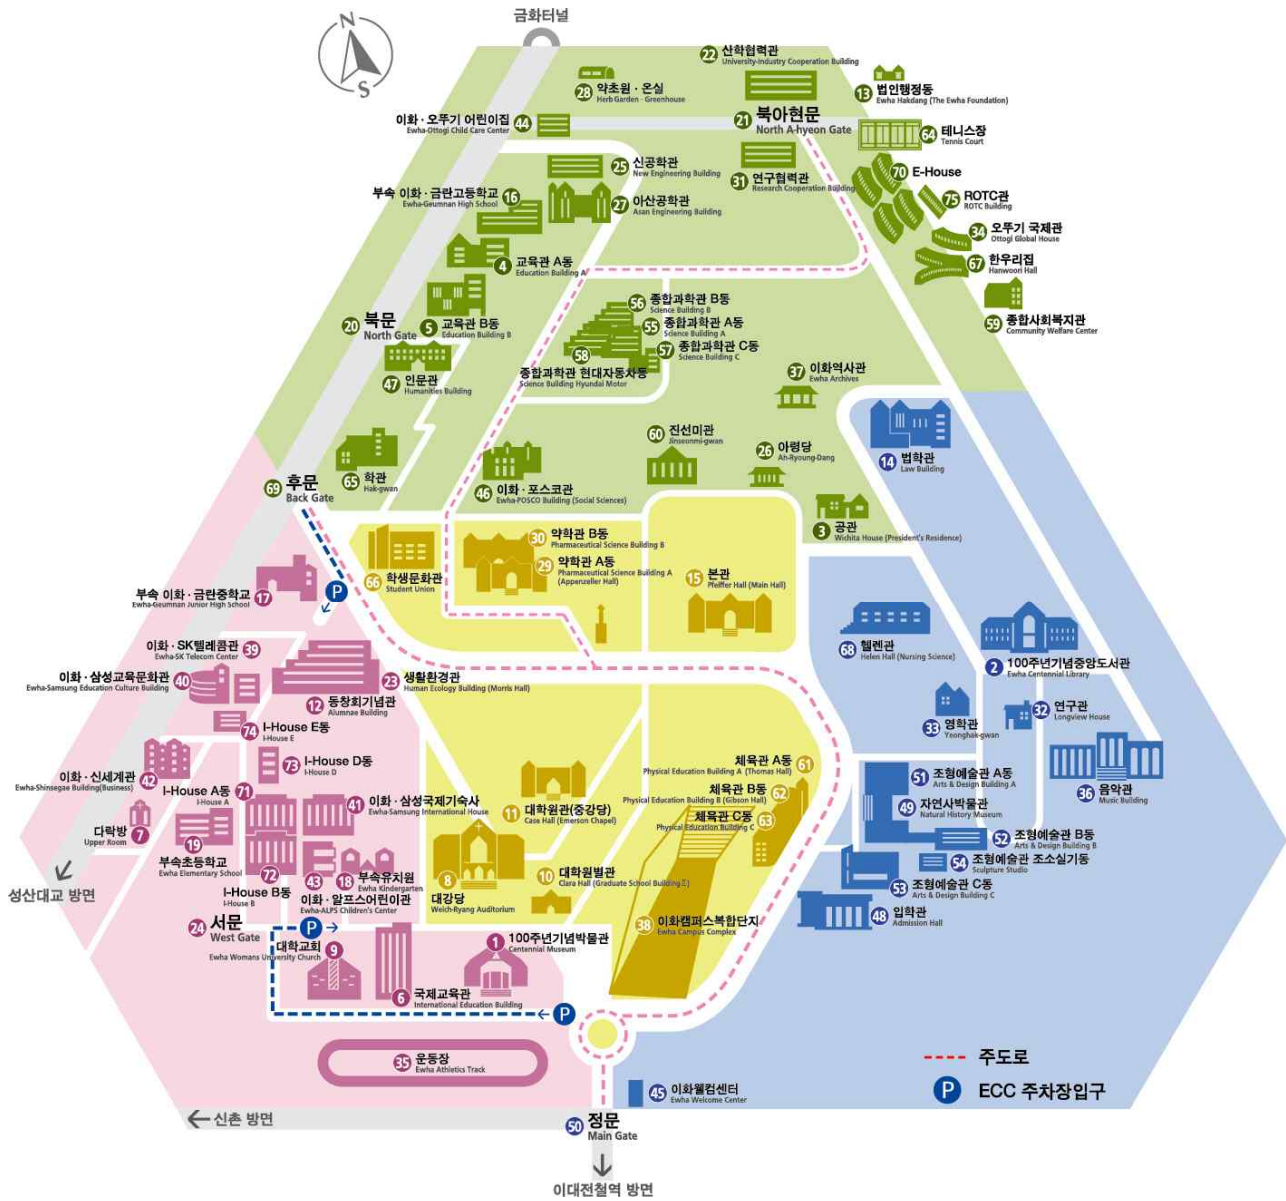 금화터널
N
S
22 산학협력관
University-Industry Cooperation Building
28 약초원 · 온실
Herb Garden · Greenhouse
13 법인행정동
Ewha Hakdang (The Ewha Foundation)
이화 · 오뚜기 어린이집 44
Ewha-Ottogi Child Care Center
21 북아현문
North A-hyeon Gate
64 테니스장
Tennis Court
25 신공학관
New Engineering Building
31 연구협력관
Research Cooperation Building
70 E-House
부속 이화 · 금란고등학교 16
Ewha-Geumnan High School
27 아산공학관
Asan Engineering Building
75 ROTC관
ROTC Building
34 오뚜기 국제관
Ottogi Global House
4 교육관 A동
Education Building A
67 한우리집
Hanwoori Hall
56 종합과학관 B동
Science Building B
55 종합과학관 A동
Science Building A
57 종합과학관 C동
Science Building C
59 종합사회복지관
Community Welfare Center
20 북문
North Gate
5 교육관 B동
Education Building B
58
종합과학관 현대자동차동
Science Building Hyundai Motor
47 인문관
Humanities Building
37 이화역사관
Ewha Archives
60 진선미관
Jinseonmi-gwan
26 아령당
Ah-Ryoung-Dang
14 법학관
Law Building
69 후문
Back Gate
65 학관
Hak-gwan
46 이화 · 포스코관
Ewha-POSCO Building (Social Sciences)
3 공관
Wichita House (President's Residence)
30 약학관 B동
Pharmaceutical Science Building B
29 약학관 A동
Pharmaceutical Science Building A
(Appenzeller Hall)
66 학생문화관
Student Union
15 본관
Pfeiffer Hall (Main Hall)
P
부속 이화 · 금란중학교 17
Ewha-Geumnan Junior High School
이화 · SK텔레콤관 39
Ewha-SK Telecom Center
68 헬렌관
Helen Hall (Nursing Science)
2 100주년기념중앙도서관
Ewha Centennial Library
이화 · 삼성교육문화관 40
Ewha-Samsung Education Culture Building
23 생활환경관
Human Ecology Building (Morris Hall)
12 동창회기념관
Alumnae Building
32 연구관
Longview House
33 영학관
Yeonghak-gwan
74 I-House E동
I-House E
73 I-House D동
I-House D
이화 · 신세계관 42
Ewha-Shinsegae Building(Business)
체육관 A동 61
Physical Education Building A (Thomas Hall)
51 조형예술관 A동
Arts & Design Building A
36 음악관
Music Building
I-House A동 71
I-House A
체육관 B동 62
Physical Education Building B (Gibson Hall)
49 자연사박물관
Natural History Museum
41 이화 · 삼성국제기숙사
Ewha-Samsung International House
11 대학원관(중강당)
Case Hall (Emerson Chapel)
체육관 C동 63
Physical Education Building C
다락방 7
Upper Room
52 조형예술관 B동
Arts & Design Building B
19
부속초등학교
Ewha Elementary School
54 조형예술관 조소실기동
Sculpture Studio
72
I-House B동
I-House B
43
18 부속유치원
Ewha Kindergarten
이화 · 알프스어린이관
Ewha-ALPS Children's Center
8
대강당
Welch-Ryang Auditorium
10 대학원별관
Clara Hall (Graduate School BuildingⅡ)
53 조형예술관 C동
Arts & Design Building C
성산대교 방면
24 서문
West Gate
P
38 이화캠퍼스복합단지
Ewha Campus Complex
48 입학관
Admission Hall
대학교회 9
Ewha Womans University Church
1 100주년기념박물관
Centennial Museum
6 국제교육관
International Education Building
P
35 운동장
Ewha Athletics Track
주도로
45 이화웰컴센터
Ewha Welcome Center
P ECC 주차장입구
신촌 방면
50 정문
Main Gate
이대전철역 방면